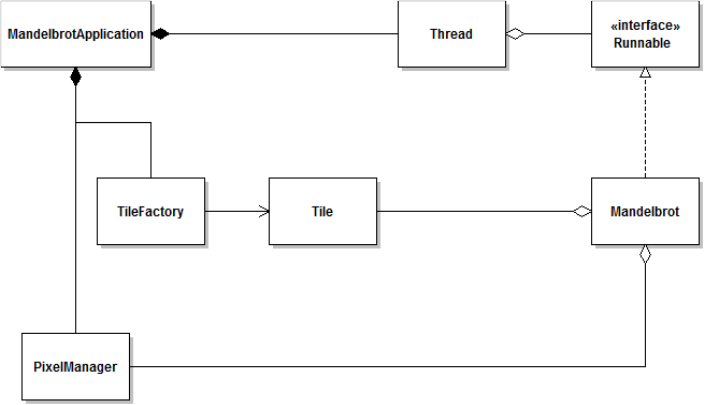 MandelbrotApplication
Thread
«interface»
Runnable
TileFactory
Tile
Mandelbrot
PixelManager